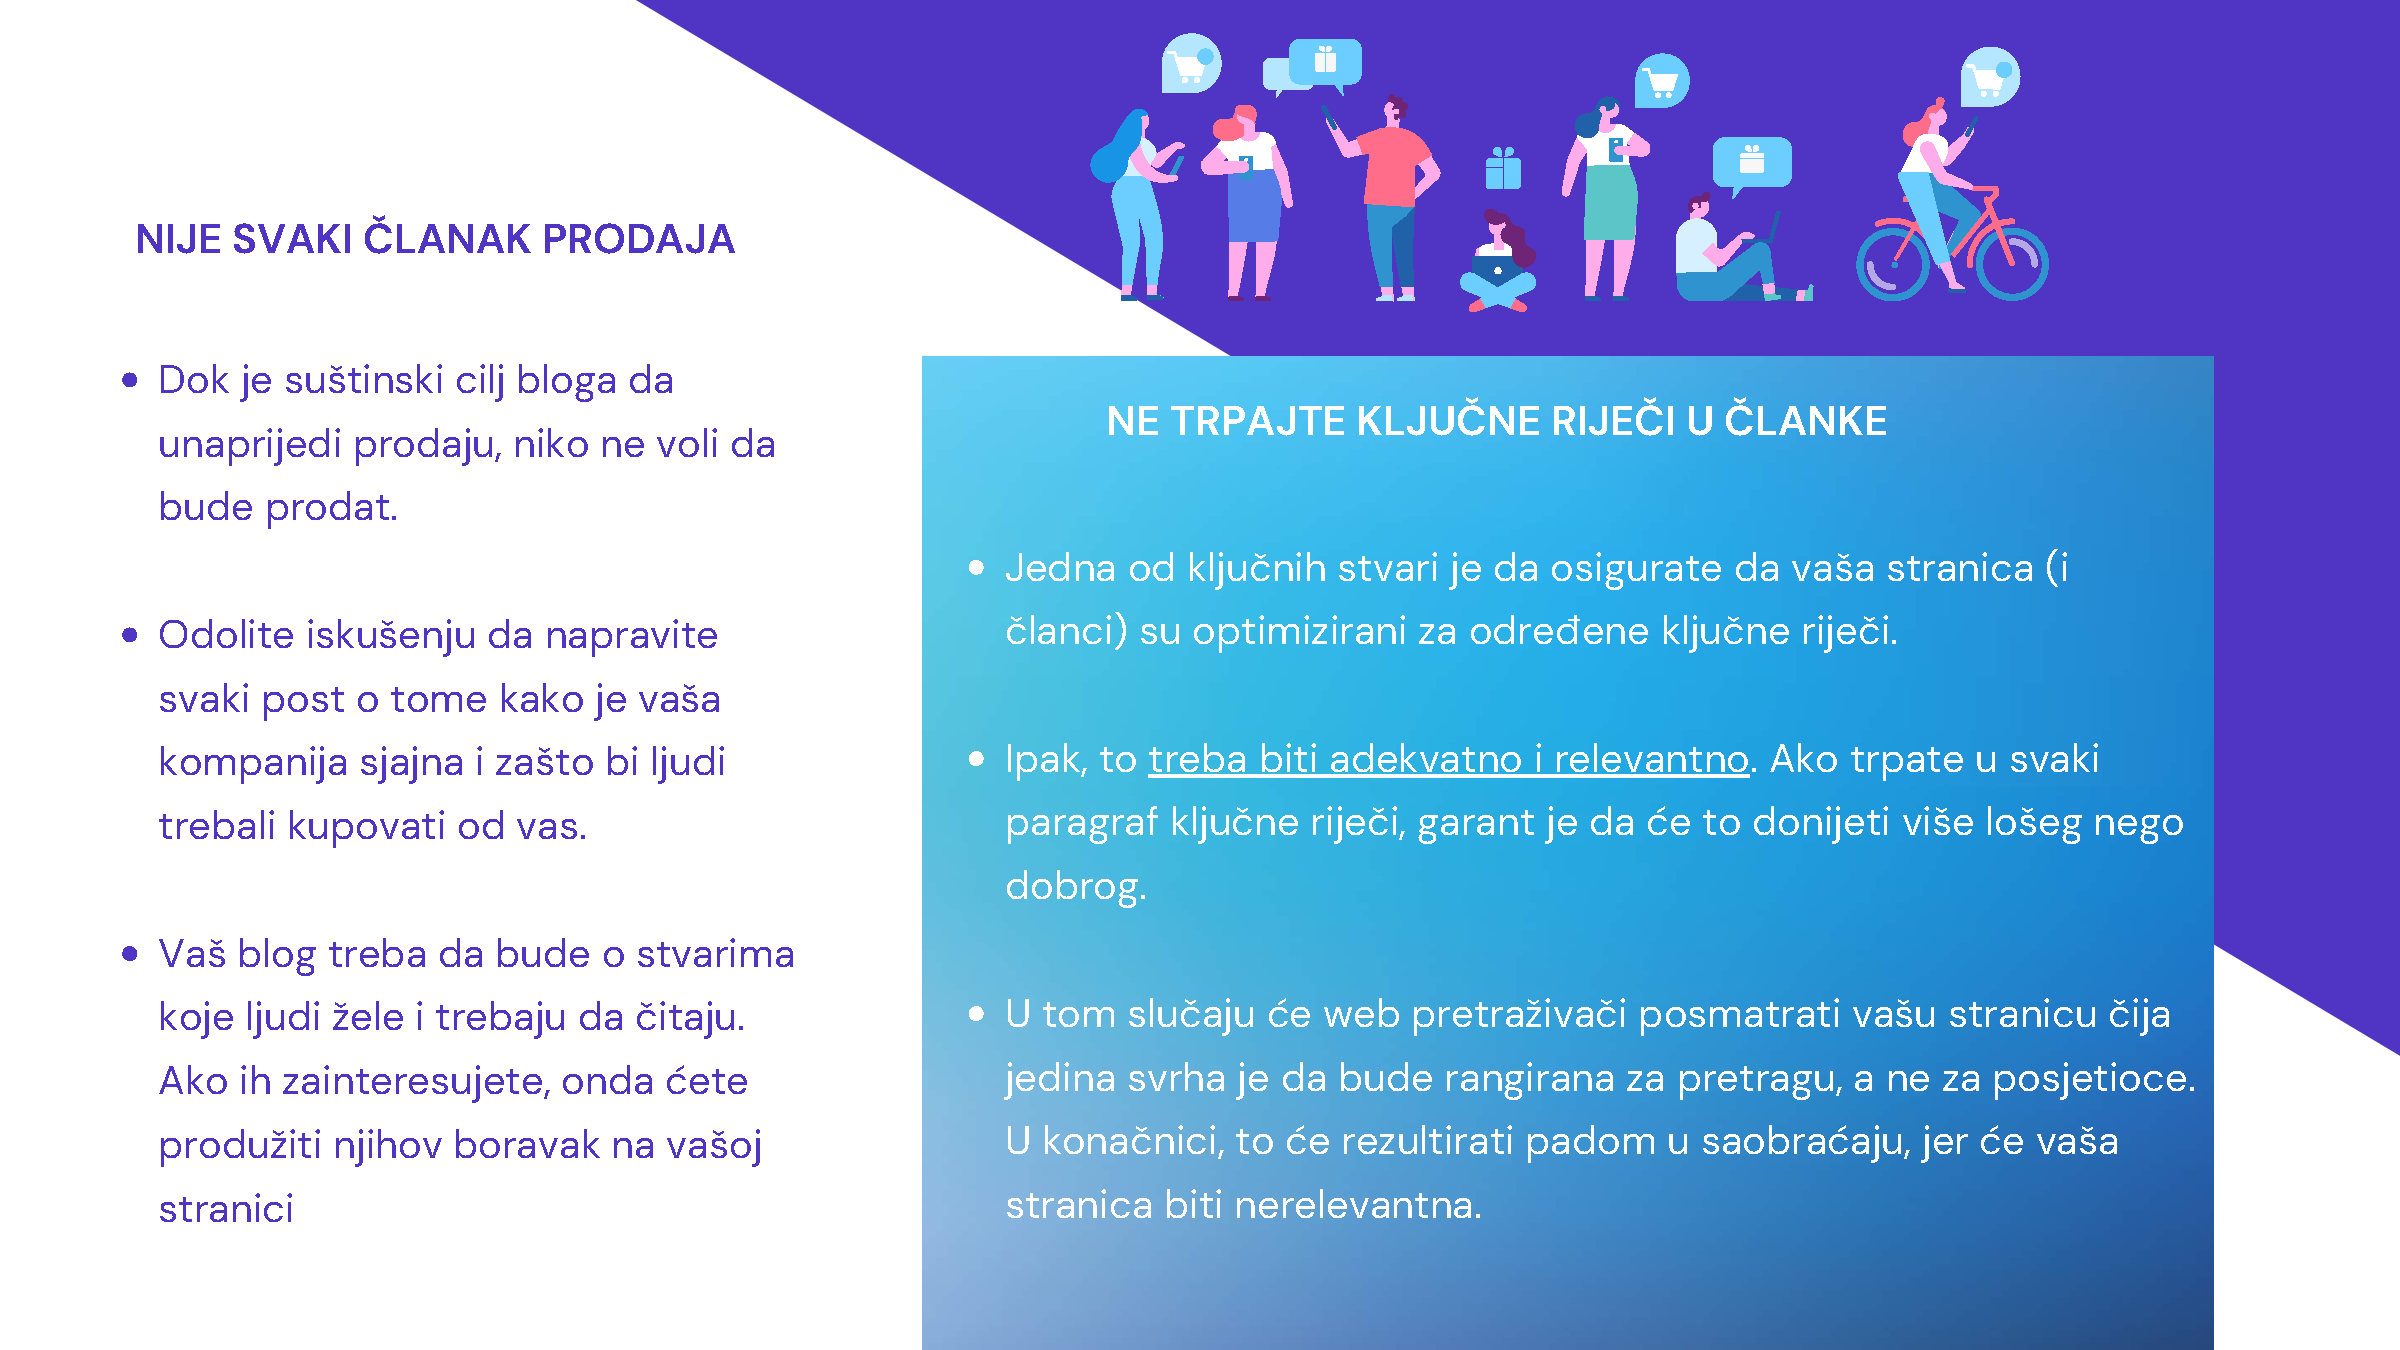 NIJE SVAKI ČLANAK PRODAJA
• Dok je suštinski cilj bloga da
unaprijedi prodaju, niko ne voli da
bude prodat.
• Odolite iskušenju da napravite
svaki post o tome kako je vaša
kompanija sjajna i zašto bi ljudi
trebali kupovati od vas.
• Vaš blog treba da bude o stvarima
koje ljudi žele i trebaju da čitaju.
Ako ih zainteresujete, onda ćete
produžiti njihov boravak na vašoj
stranici
NE TRPAJTE KLJUČNE RIJEČI U ČLANKE
• Jedna od ključnih stvari je da osigurate da vaša stranica (i
članci) su optimizirani za određene ključne riječi.
• Ipak, to treba biti adekvatno i relevantno. Ako trpate u svaki
paragraf ključne riječi, garant je da će to donijeti više lošeg nego
dobrog.
• U tom slučaju će web pretraživači posmatrati vašu stranicu čija
jedina svrha je da bude rangirana za pretragu, a ne za posjetioce.
U konačnici, to će rezultirati padom u saobraćaju, jer će vaša
stranica biti nerelevantna.